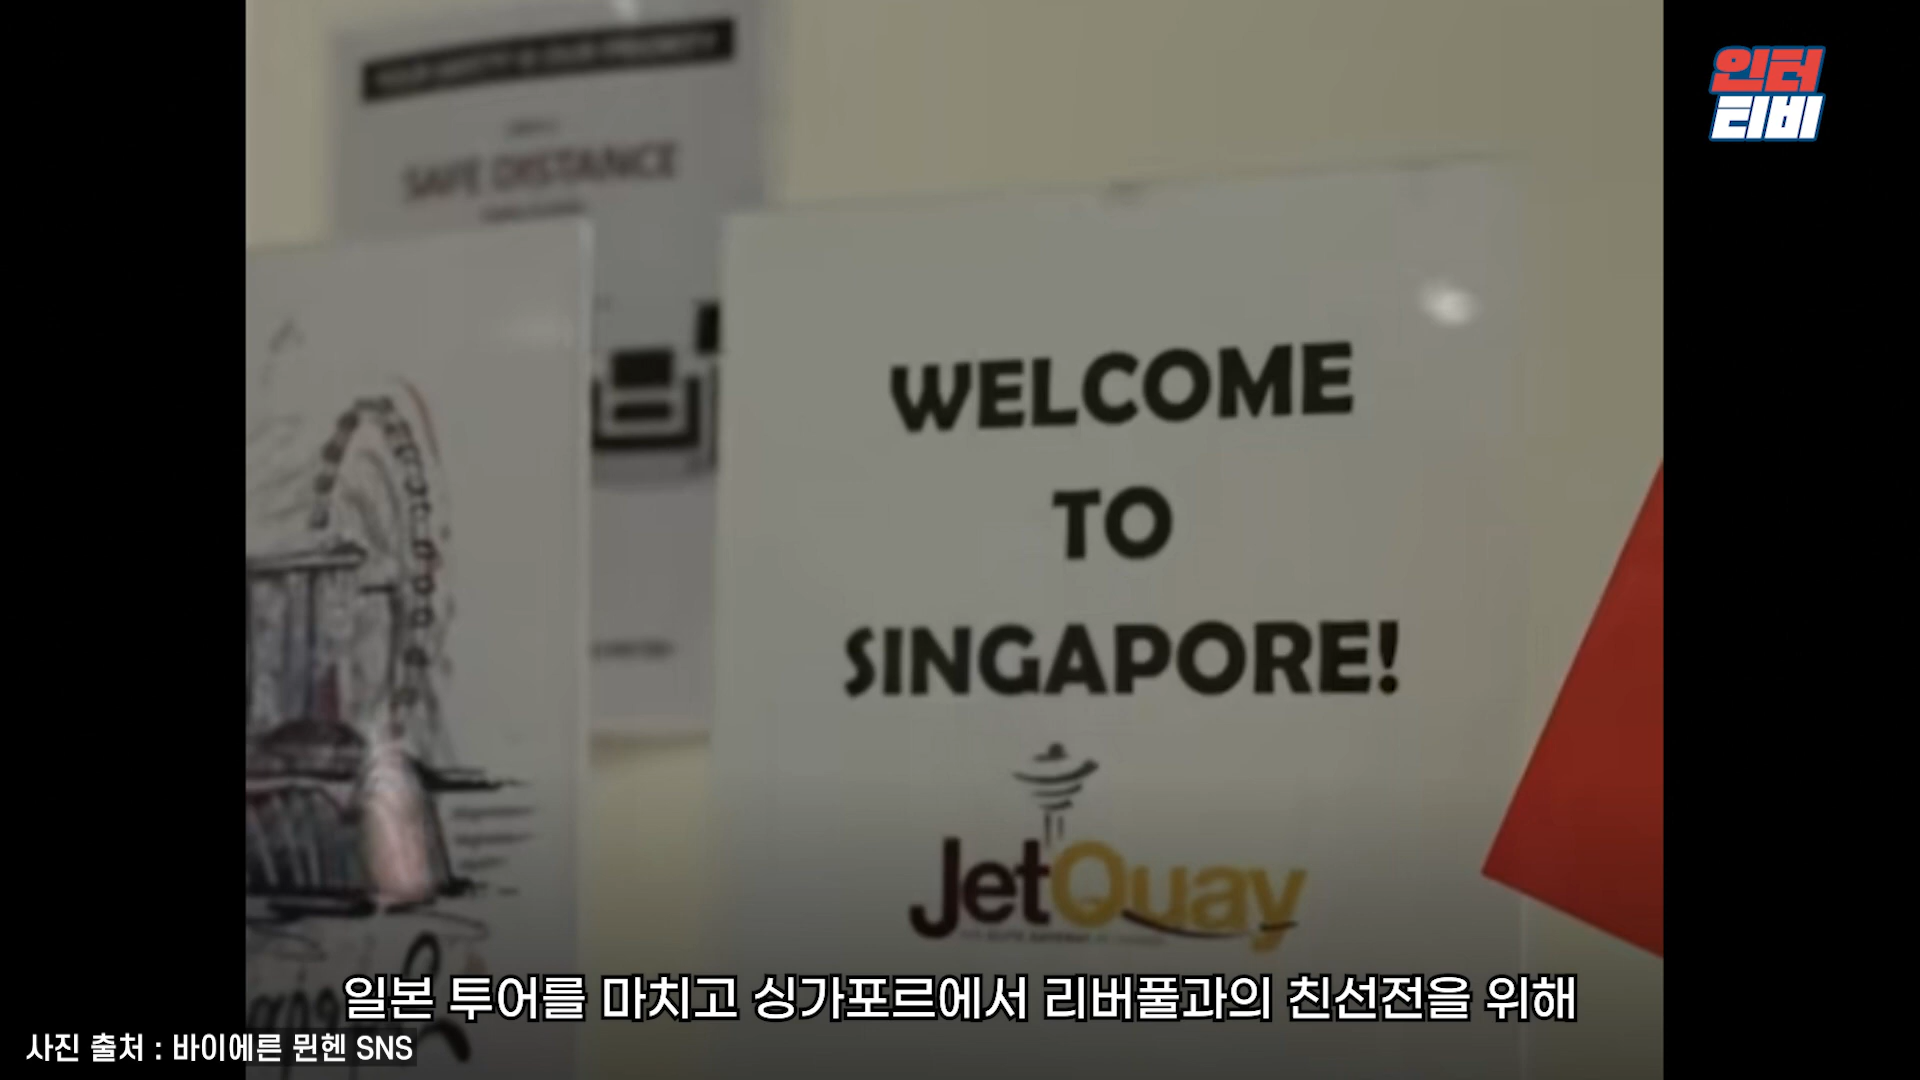 인터
티비
SAFE DISTANCE
WELCOME
TO
SINGAPORE!
JetQuay
일본 투어를 마치고 싱가포르에서 리버풀과의 친선전을 위해
사진 출처 : 바이에른 뮌헨 SNS